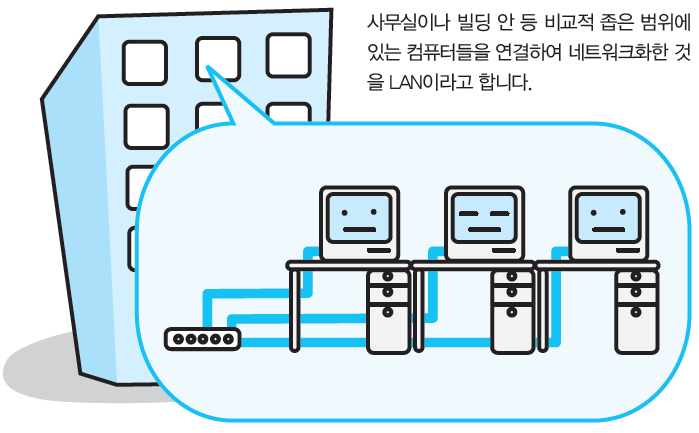 사무실이나 빌딩 안 등 비교적 좁은 범위에
있는 컴퓨터들을 연결하여 네트워크화한 것
을 LAN이라고 합니다.